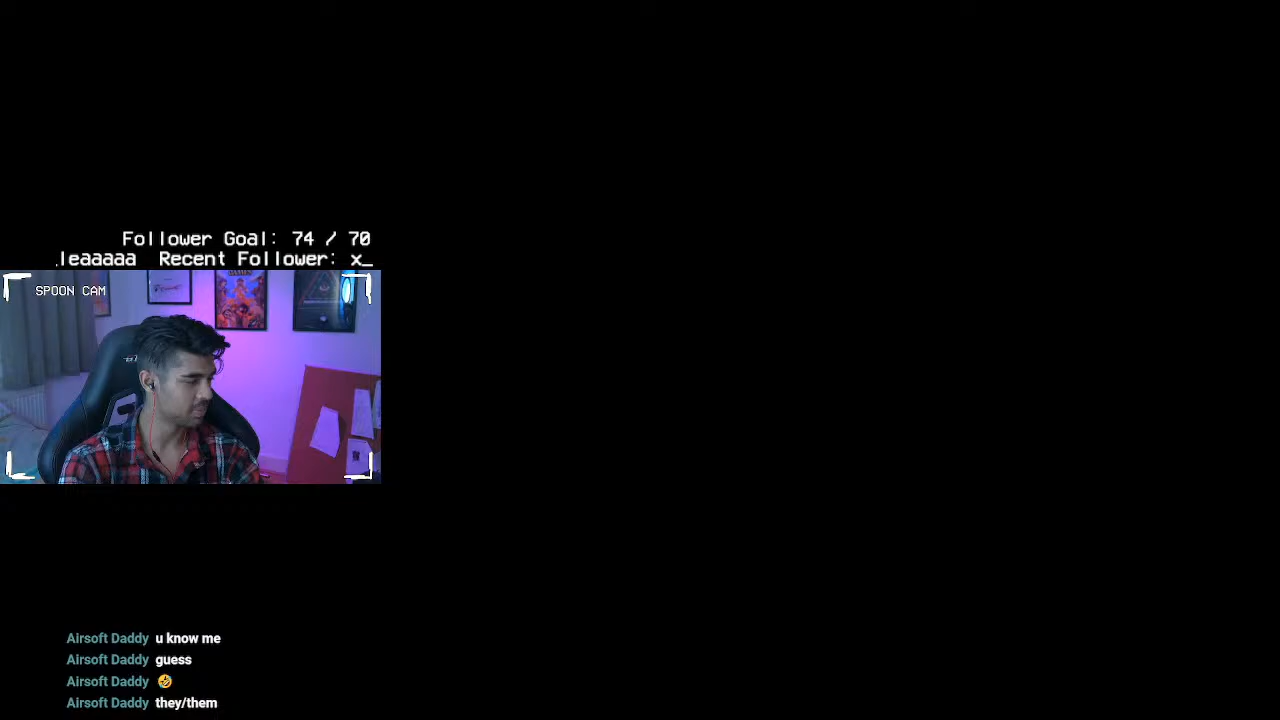 Follower Goal: 74 / 70
.leaaaaa Recent Follower: x_
SPOON CAM
Airsoft Daddy u know me
Airsoft Daddy guess
Airsoft Daddy 🤣
Airsoft Daddy they/them